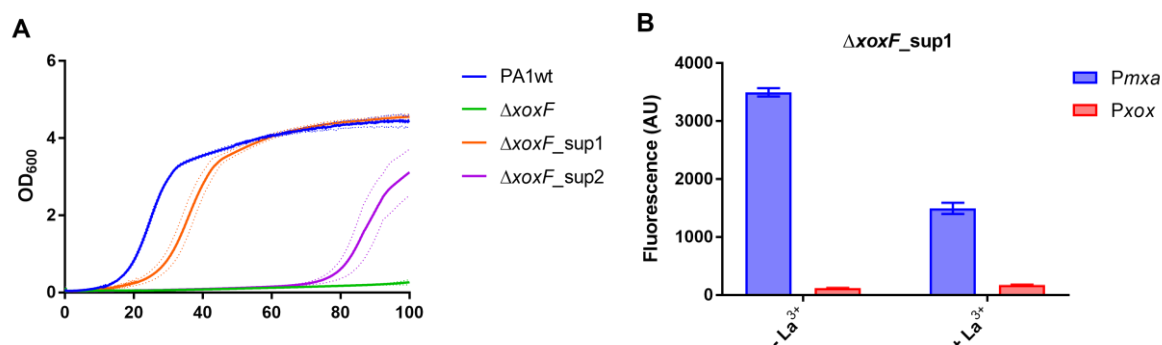 A
OD600
6
4
2
0
0 20 40 60 80 100
PA1wt
ΔxoxF
ΔxoxF_sup1
ΔxoxF_sup2
B
ΔxoxF_sup1
Fluorescence (AU)
4000
3000
2000
1000
0
- La3+
+ La3+
Pmxa
Pxox